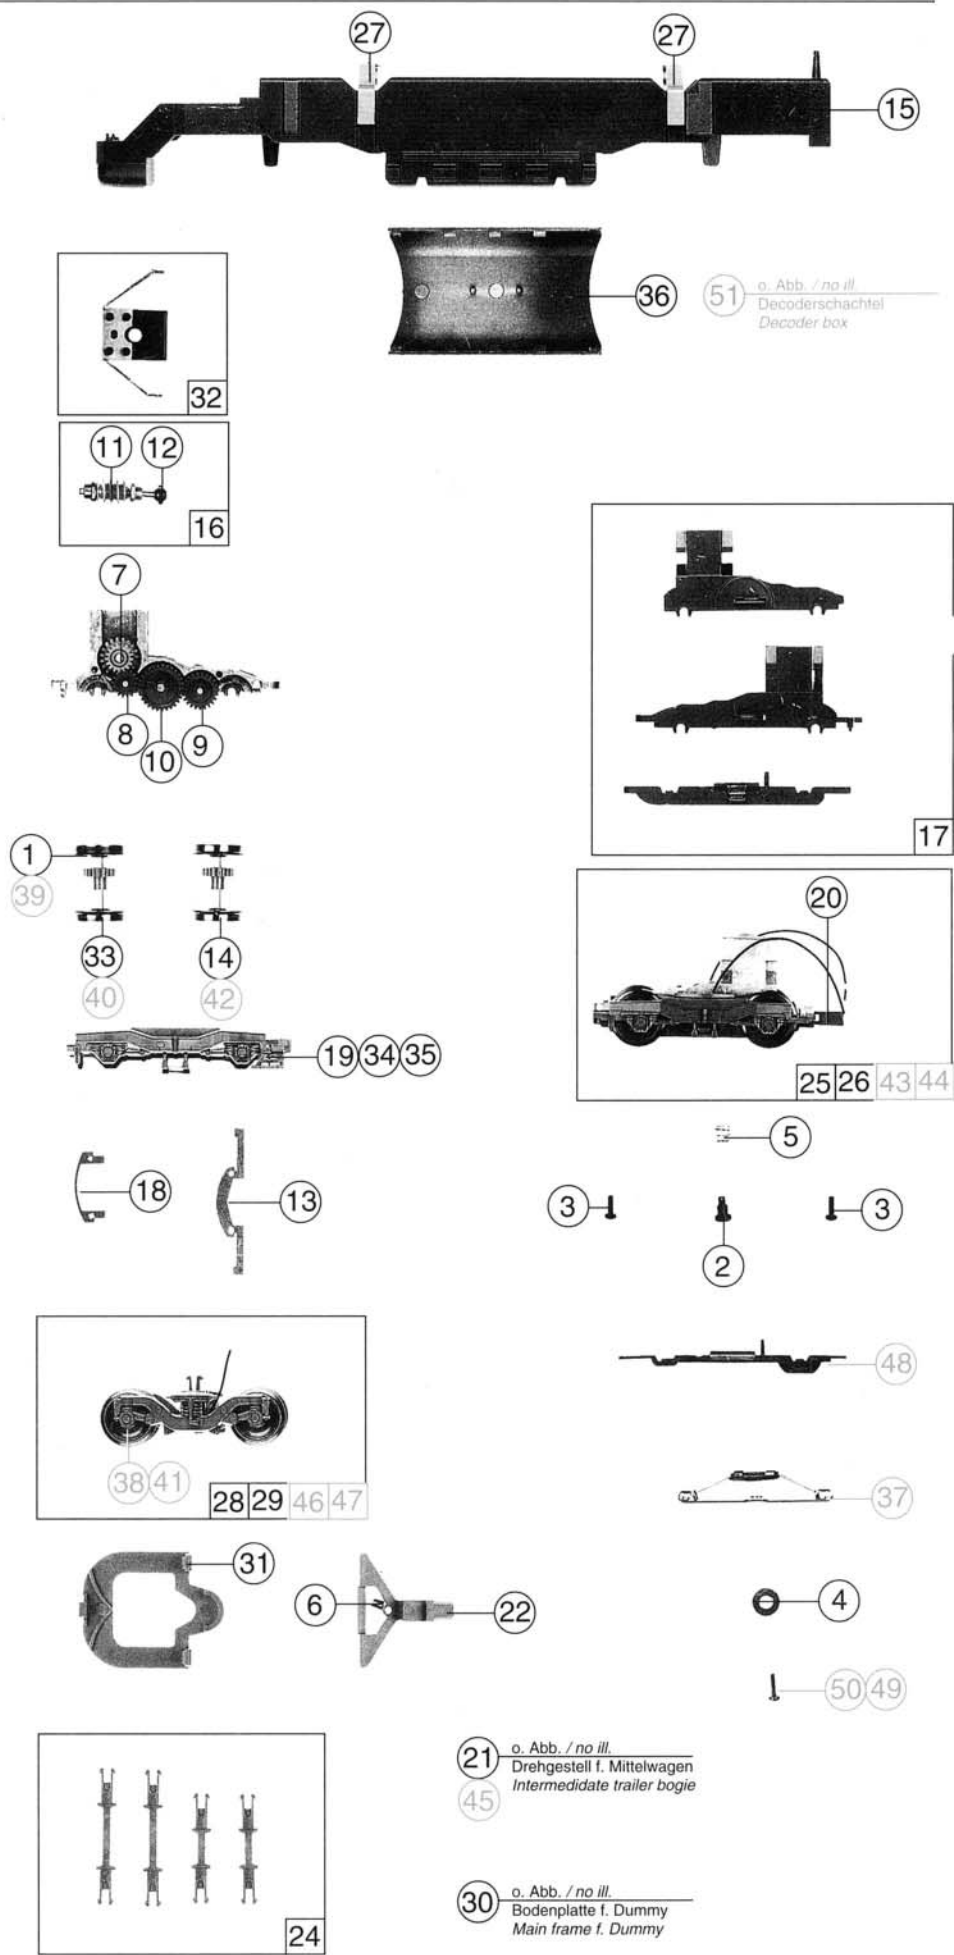 27 27
15
36
51 o. Abb. / no ill.
Decoderschachtel
Decoder box
32
11 12
16
7
8 10 9
17
1
39
33 14
40 42
20
19 34 35
25 26 43 44
5
18 13
3 3
2
48
38 41
28 29 46 47
37
31
6 22
4
50 49
21 o. Abb. / no ill.
Drehgestell f. Mittelwagen
45 Intermedidate trailer bogie
30 o. Abb. / no ill.
Bodenplatte f. Dummy
Main frame f. Dummy
24